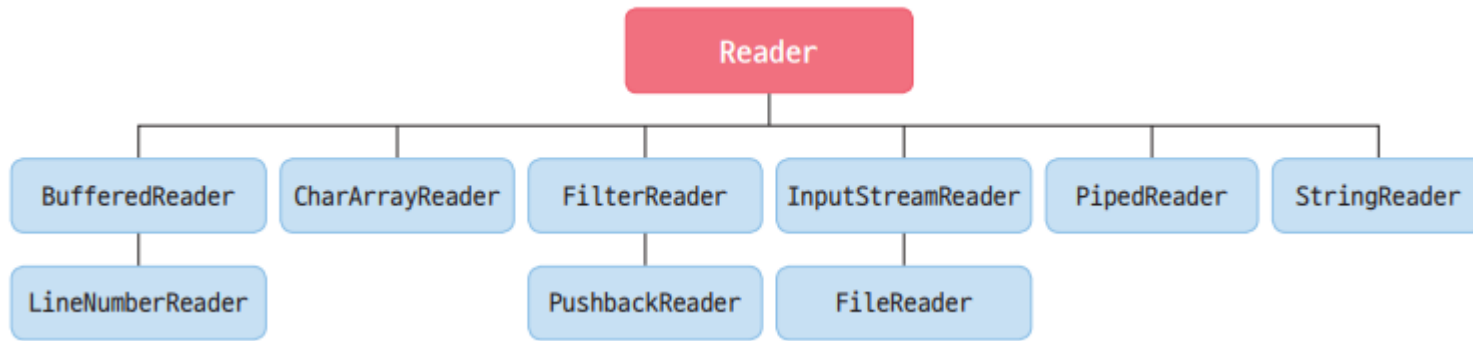 Reader
BufferedReader
CharArrayReader
FilterReader
InputStreamReader
PipedReader
StringReader
LineNumberReader
PushbackReader
FileReader